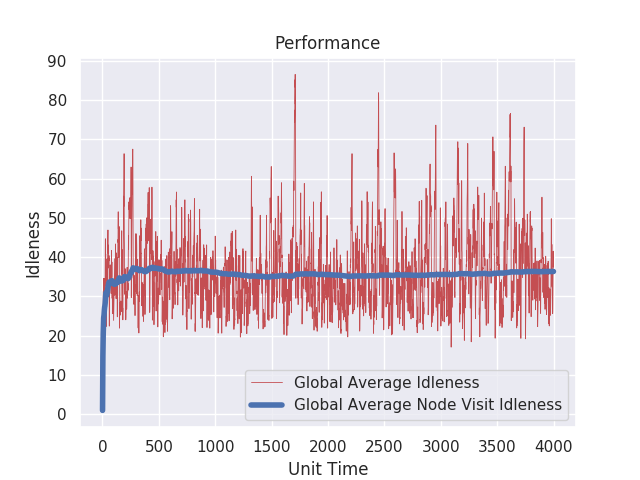 Performance
90
80
70
60
50
40
30
20
10
0
Idleness
Global Average Idleness
Global Average Node Visit Idleness
0 500 1000 1500 2000 2500 3000 3500 4000
Unit Time